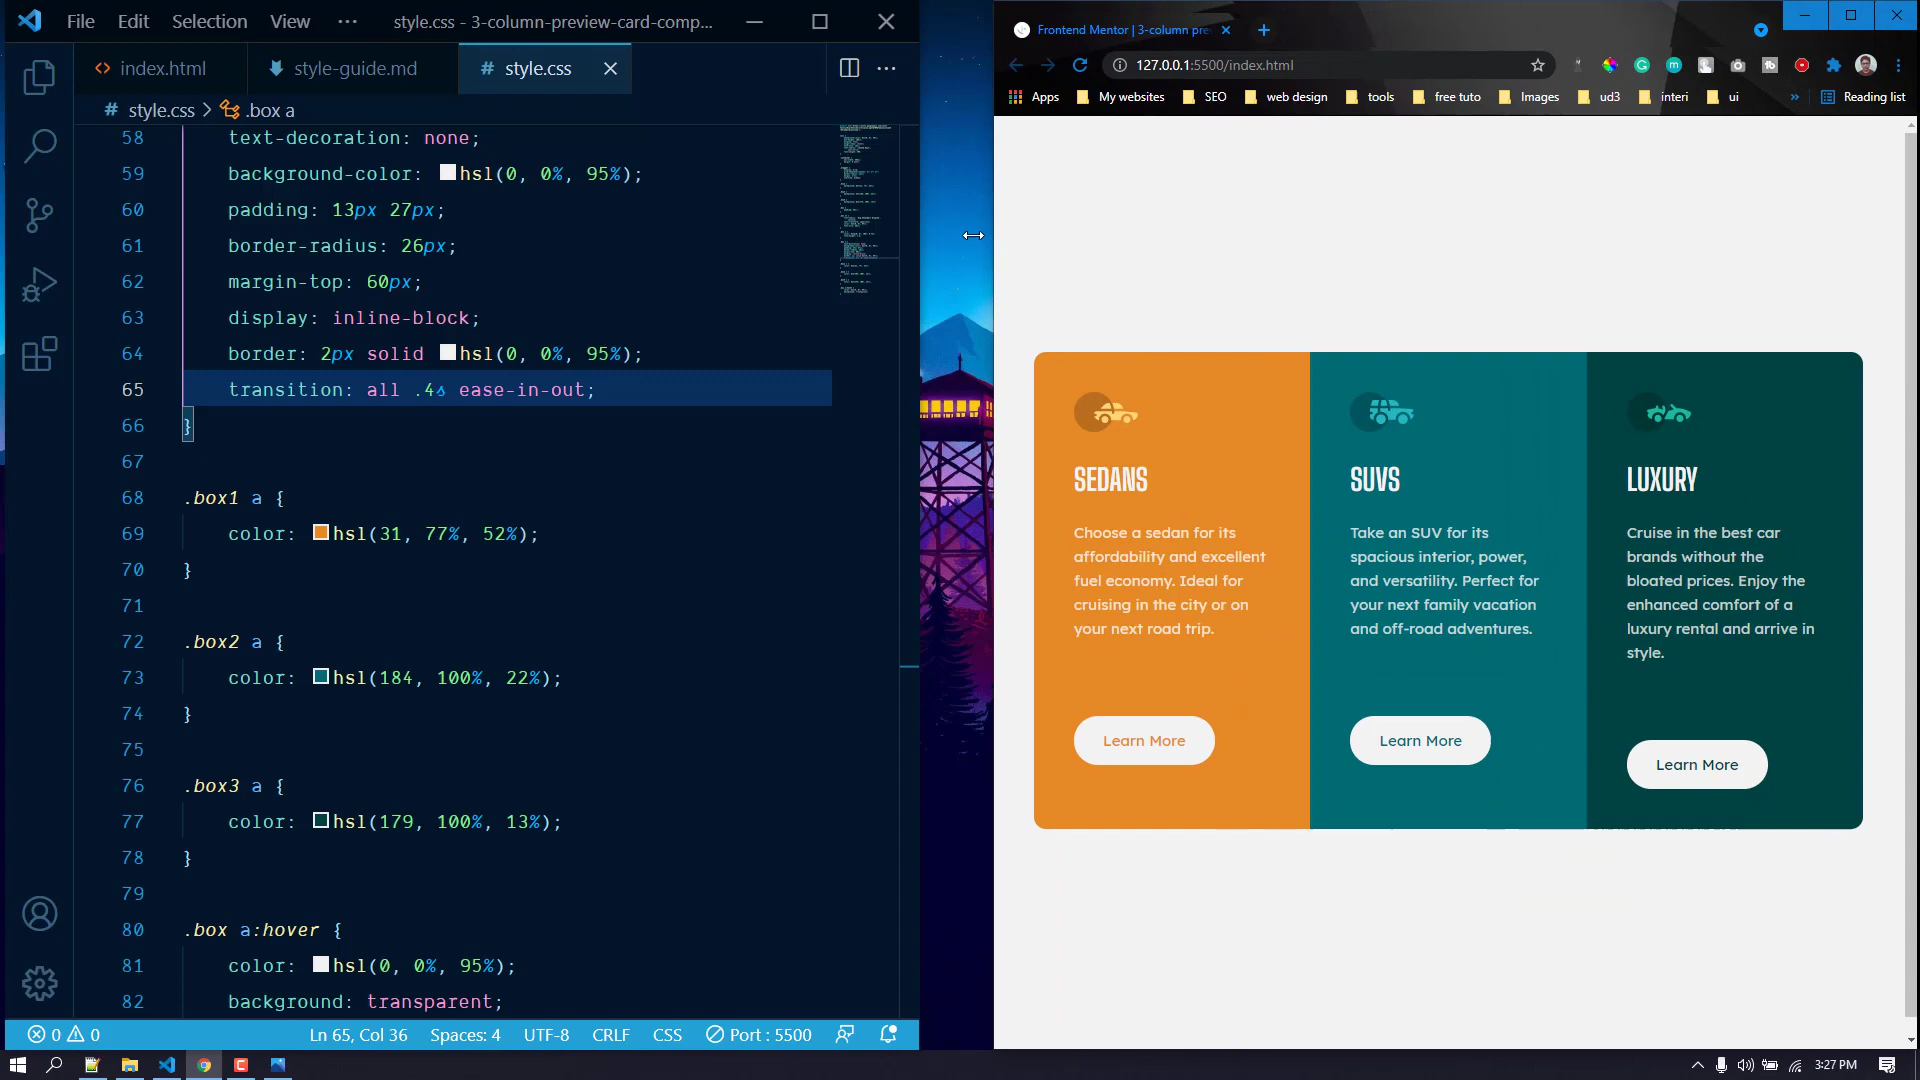 File Edit Selection View ··· style.css - 3-column-preview-card-comp...
index.html style-guide.md # style.css
# style.css > .box a
58 text-decoration: none;
59 background-color: hsl(0, 0%, 95%);
60 padding: 13px 27px;
61 border-radius: 26px;
62 margin-top: 60px;
63 display: inline-block;
64 border: 2px solid hsl(0, 0%, 95%);
65 transition: all .4s ease-in-out;
66 }
67
68 .box1 a {
69 color: hsl(31, 77%, 52%);
70 }
71
72 .box2 a {
73 color: hsl(184, 100%, 22%);
74 }
75
76 .box3 a {
77 color: hsl(179, 100%, 13%);
78 }
79
80 .box a:hover {
81 color: hsl(0, 0%, 95%);
82 background: transparent;
0 0 Ln 65, Col 36 Spaces: 4 UTF-8 CRLF CSS Port : 5500
Frontend Mentor | 3-column pre
127.0.0.1:5500/index.html
Apps My websites SEO web design tools free tuto Images ud3 interi ui » Reading list
SEDANS
Choose a sedan for its
affordability and excellent
fuel economy. Ideal for
cruising in the city or on
your next road trip.
Learn More
SUVS
Take an SUV for its
spacious interior, power,
and versatility. Perfect for
your next family vacation
and off-road adventures.
Learn More
LUXURY
Cruise in the best car
brands without the
bloated prices. Enjoy the
enhanced comfort of a
luxury rental and arrive in
style.
Learn More
3:27 PM